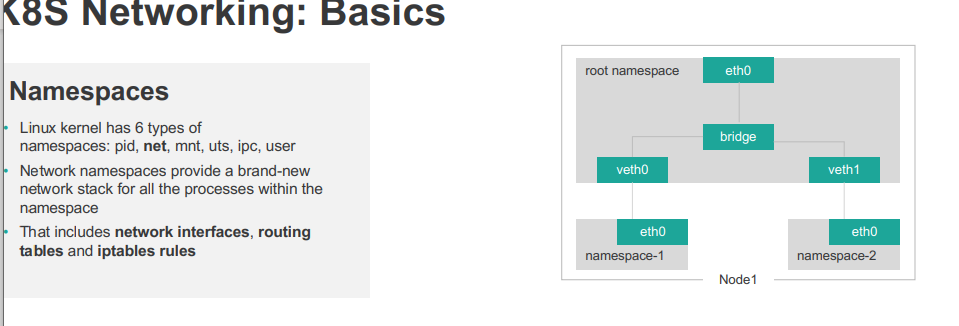 K8S Networking: Basics
Namespaces
• Linux kernel has 6 types of
namespaces: pid, net, mnt, uts, ipc, user
• Network namespaces provide a brand-new
network stack for all the processes within the
namespace
• That includes network interfaces, routing
tables and iptables rules
root namespace
eth0
bridge
veth0
veth1
eth0
namespace-1
eth0
namespace-2
Node1